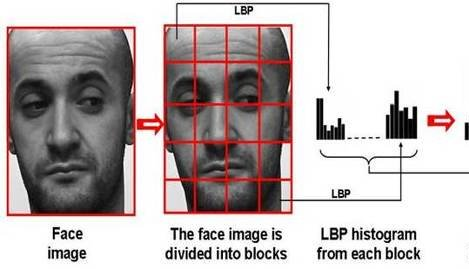 LBP
LBP
Face
image
The face image is
divided into blocks
LBP histogram
from each block